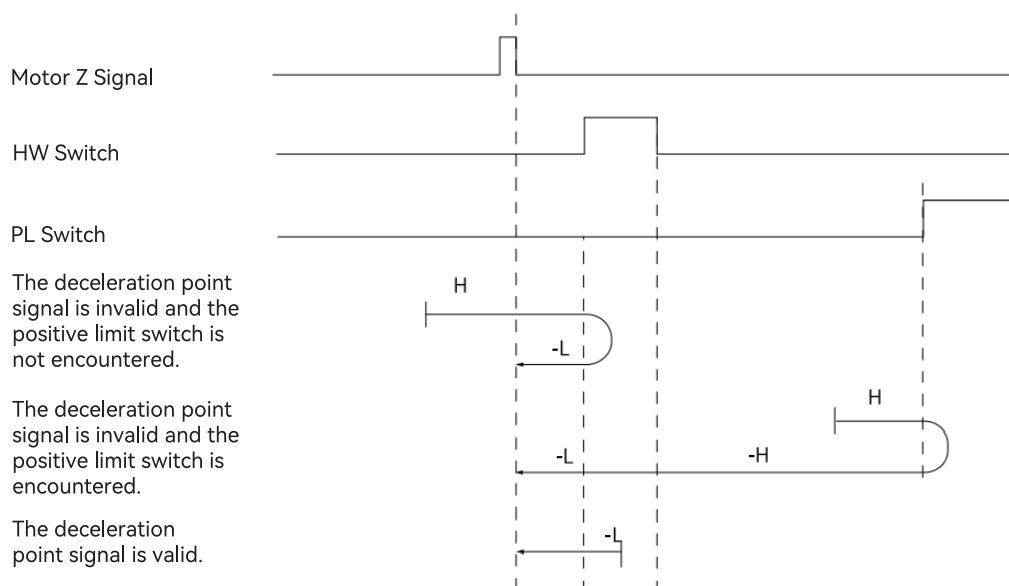 Motor Z Signal
HW Switch
PL Switch
The deceleration point
signal is invalid and the
positive limit switch is
not encountered.
H
-L
The deceleration point
signal is invalid and the
positive limit switch is
encountered.
H
-L
-H
The deceleration
point signal is valid.
-L